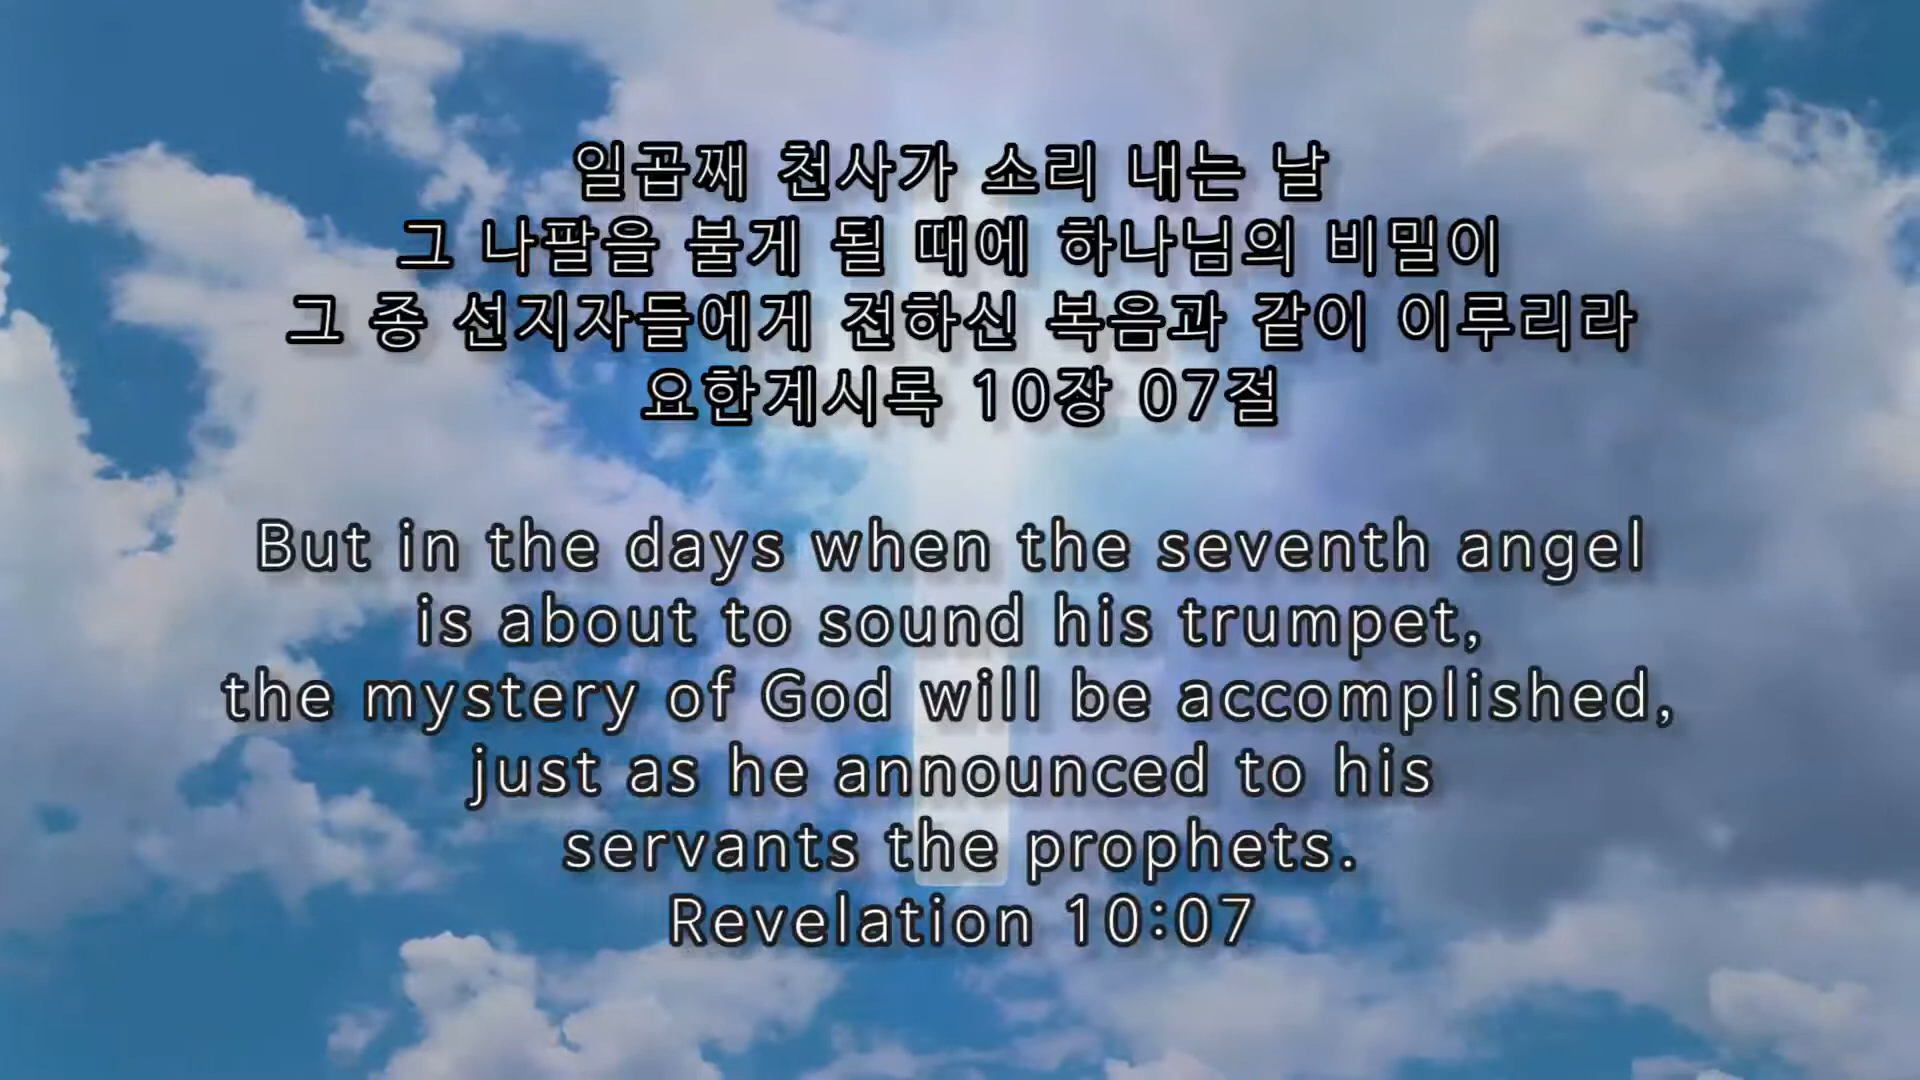 일곱째 천사가 소리 내는 날
그 나팔을 불게 될 때에 하나님의 비밀이
그 종 선지자들에게 전하신 복음과 같이 이루리라
요한계시록 10장 07절
But in the days when the seventh angel
is about to sound his trumpet,
the mystery of God will be accomplished,
just as he announced to his
servants the prophets.
Revelation 10:07